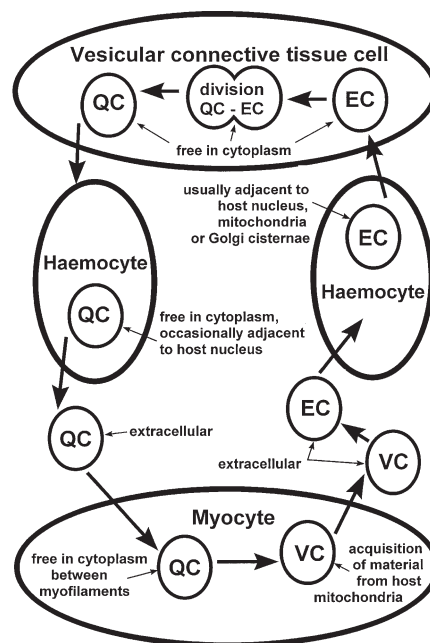 Vesicular connective tissue cell
QC
division
QC - EC
EC
free in cytoplasm
usually adjacent to
host nucleus,
mitochondria
or Golgi cisternae
EC
Haemocyte
Haemocyte
QC
free in cytoplasm,
occasionally adjacent
to host nucleus
EC
QC
extracellular
extracellular
VC
Myocyte
free in cytoplasm
between
myofilaments
QC
VC
acquisition
of material
from host
mitochondria